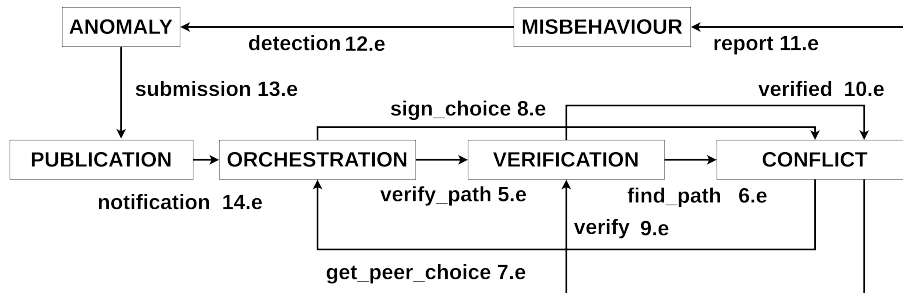 ANOMALY
MISBEHAVIOUR
detection 12.e
report 11.e
submission 13.e
verified 10.e
sign_choice 8.e
PUBLICATION
ORCHESTRATION
VERIFICATION
CONFLICT
notification 14.e
verify_path 5.e
find_path 6.e
verify 9.e
get_peer_choice 7.e